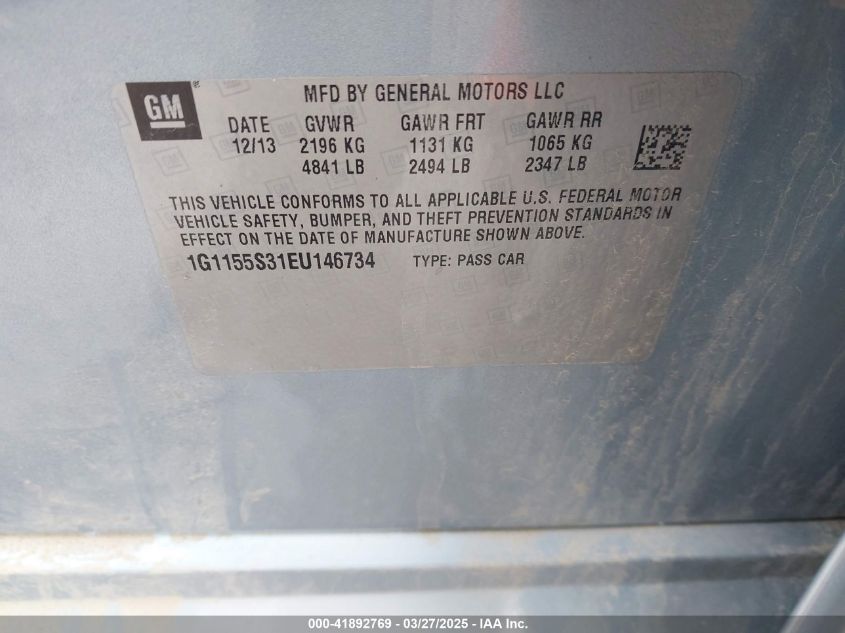 GM®
MFD BY GENERAL MOTORS LLC
DATE GVWR GAWR FRT GAWR RR
12/13 2196 KG 1131 KG 1065 KG
4841 LB 2494 LB 2347 LB
THIS VEHICLE CONFORMS TO ALL APPLICABLE U.S. FEDERAL MOTOR
VEHICLE SAFETY, BUMPER, AND THEFT PREVENTION STANDARDS IN
EFFECT ON THE DATE OF MANUFACTURE SHOWN ABOVE.
1G1155S31EU146734 TYPE: PASS CAR
000-41892769 - 03/27/2025 - IAA Inc.